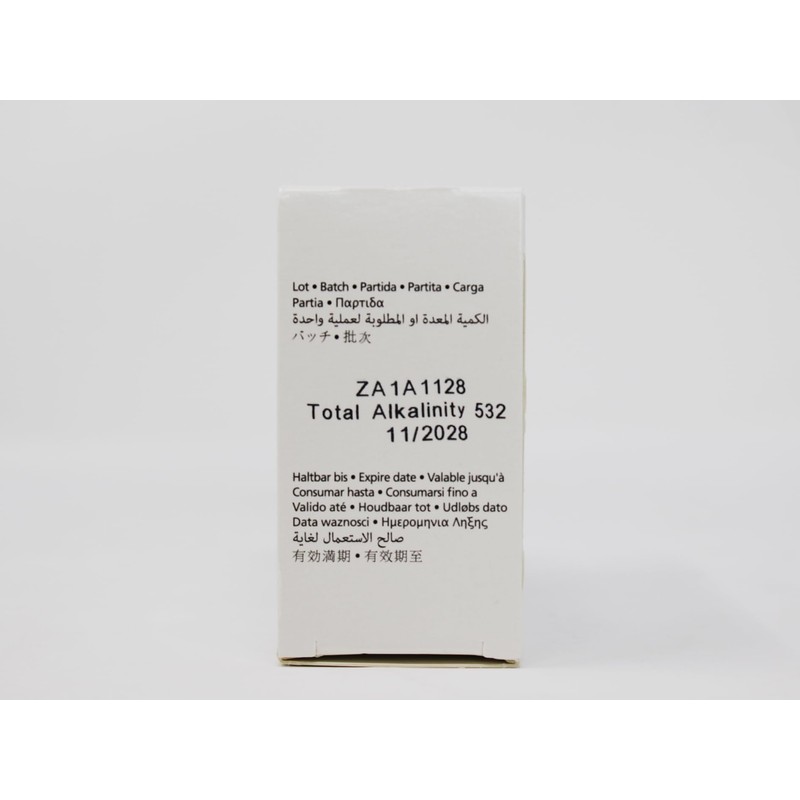 Lot • Batch • Partida • Partita • Carga
Partia • Παρτιδα
الكمية المعدة او المطلوبة لعملية واحدة
バッチ • 批次
ZA1A1128
Total Alkalinity 532
11/2028
Haltbar bis • Expire date • Valable jusqu'à
Consumar hasta • Consumarsi fino a
Valido até • Houdbaar tot • Udløbs dato
Data waznosci • Ημερομηνια Ληξης
صالح الاستعمال لغاية
有効満期 • 有效期至